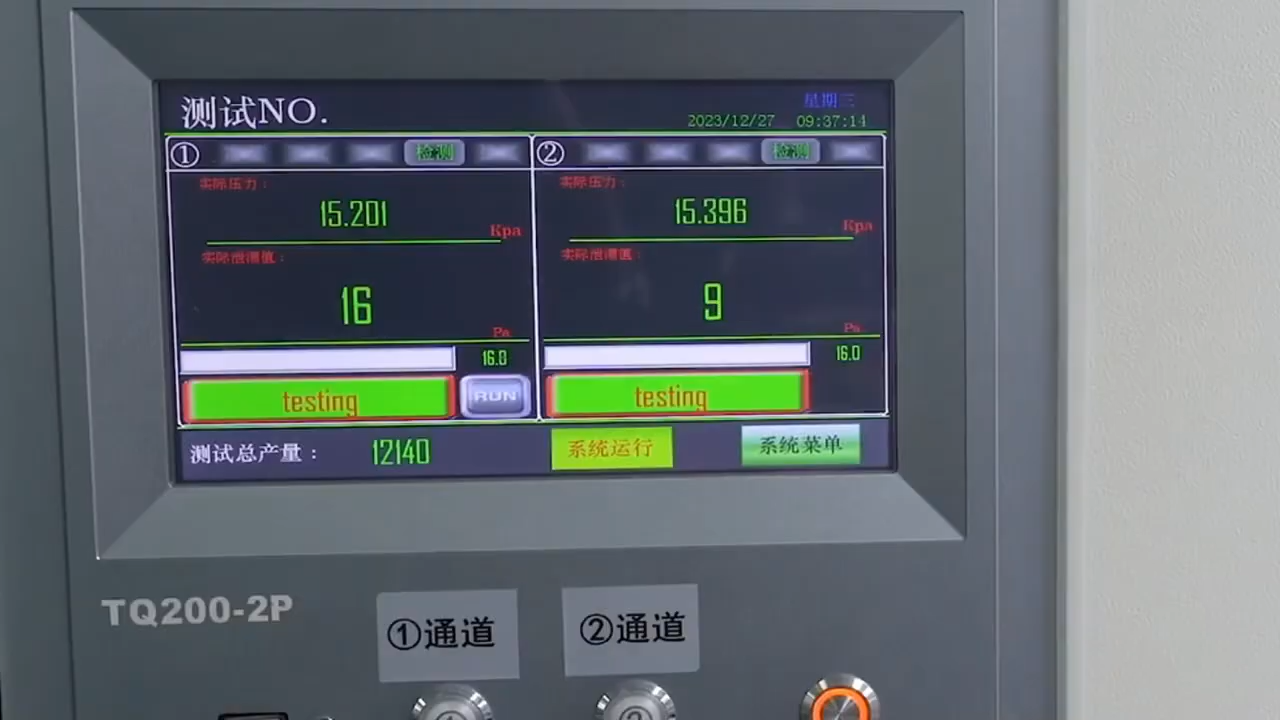 测试NO.
星期三
2023/12/27 09:37:14
① 检测 ② 检测
实际压力： 实际压力：
15.201 Kpa 15.396 Kpa
实际泄漏值： 实际泄漏值：
16 Pa 9 Pa
16.0 16.0
testing RUN testing
测试总产量： 12140 系统运行 系统菜单
TQ200-2P
①通道 ②通道
① ②